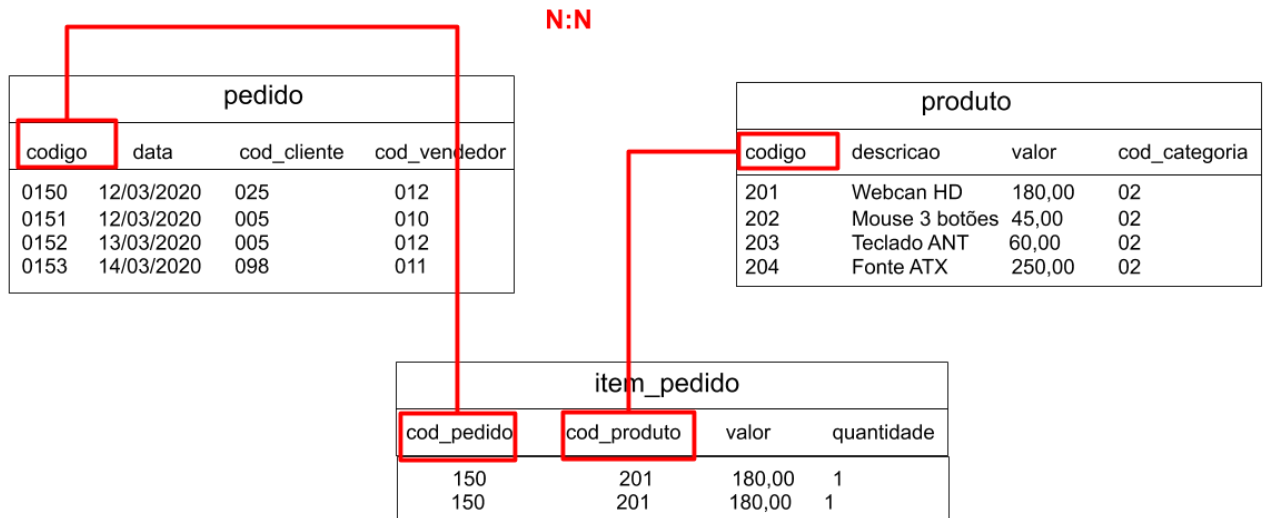 N:N
pedido
codigo data cod_cliente cod_vendedor
0150 12/03/2020 025 012
0151 12/03/2020 005 010
0152 13/03/2020 005 012
0153 14/03/2020 098 011
produto
codigo descricao valor cod_categoria
201 Webcan HD 180,00 02
202 Mouse 3 botões 45,00 02
203 Teclado ANT 60,00 02
204 Fonte ATX 250,00 02
item_pedido
cod_pedido cod_produto valor quantidade
150 201 180,00 1
150 201 180,00 1